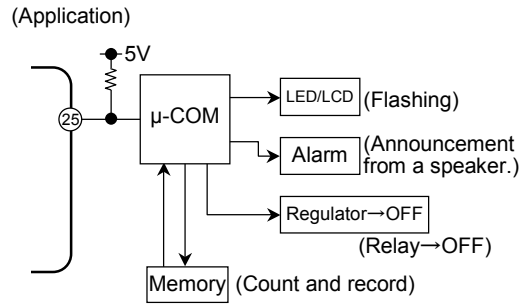 (Application)
5V
25
μ-COM
LED/LCD
(Flashing)
Alarm
(Announcement
from a speaker.)
Regulator→OFF
(Relay→OFF)
Memory
(Count and record)